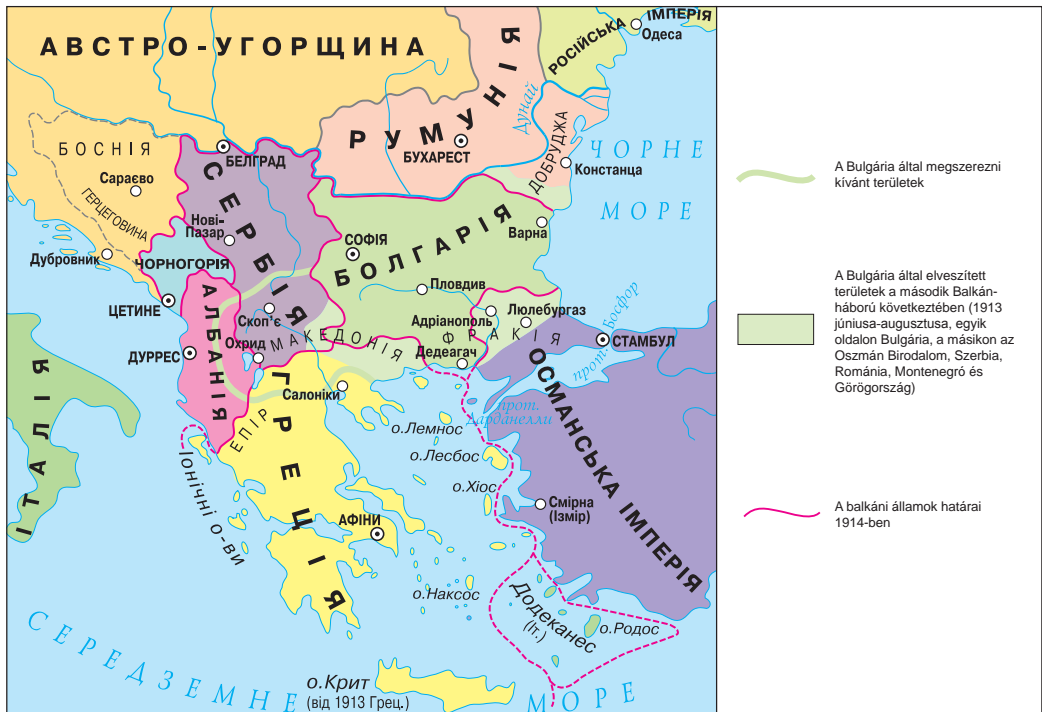 АВСТРО-УГОРЩИНА
РОСІЙСЬКА
ІМПЕРІЯ
Одеса
РУМУНІЯ
Дунай
БУХАРЕСТ
ДОБРУДЖА
Констанца
ЧОРНЕ
МОРЕ
БОСНІЯ
Сараєво
ГЕРЦЕГОВИНА
БЕЛГРАД
СЕРБІЯ
Нові-
Пазар
Дубровник
ЧОРНОГОРІЯ
ЦЕТИНЕ
СОФІЯ
БОЛГАРІЯ
Варна
Пловдив
Адріанополь
Люлебургаз
ФРАКІЯ
Дедеагач
МАКЕДОНІЯ
Скоп'є
Охрид
АЛБАНІЯ
ДУРРЕС
ІТАЛІЯ
Салоніки
ЕПІР
ГРЕЦІЯ
Іонічні о-ви
АФІНИ
прот. Босфор
СТАМБУЛ
ОСМАНСЬКА ІМПЕРІЯ
прот.
Дарданелли
о.Лемнос
о.Лесбос
о.Хіос
Смірна
(Ізмір)
о.Наксос
Додеканес
(Іт.)
о.Родос
о.Крит
(від 1913 Грец.)
СЕРЕДЗЕМНЕ
МОРЕ
A Bulgária által megszerezni
kívánt területek
A Bulgária által elveszített
területek a második Balkán-
háború következtében (1913
júniusa-augusztusa, egyik
oldalon Bulgária, a másikon az
Oszmán Birodalom, Szerbia,
Románia, Montenegró és
Görögország)
A balkáni államok határai
1914-ben